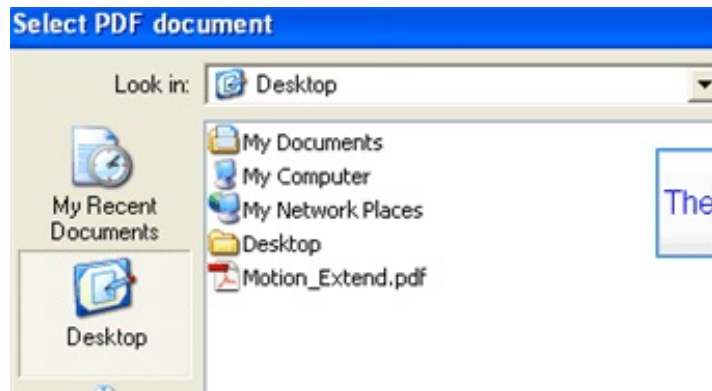 Select PDF document
Look in: Desktop
My Documents
My Computer
My Network Places
Desktop
Motion_Extend.pdf
My Recent
Documents
Desktop
The